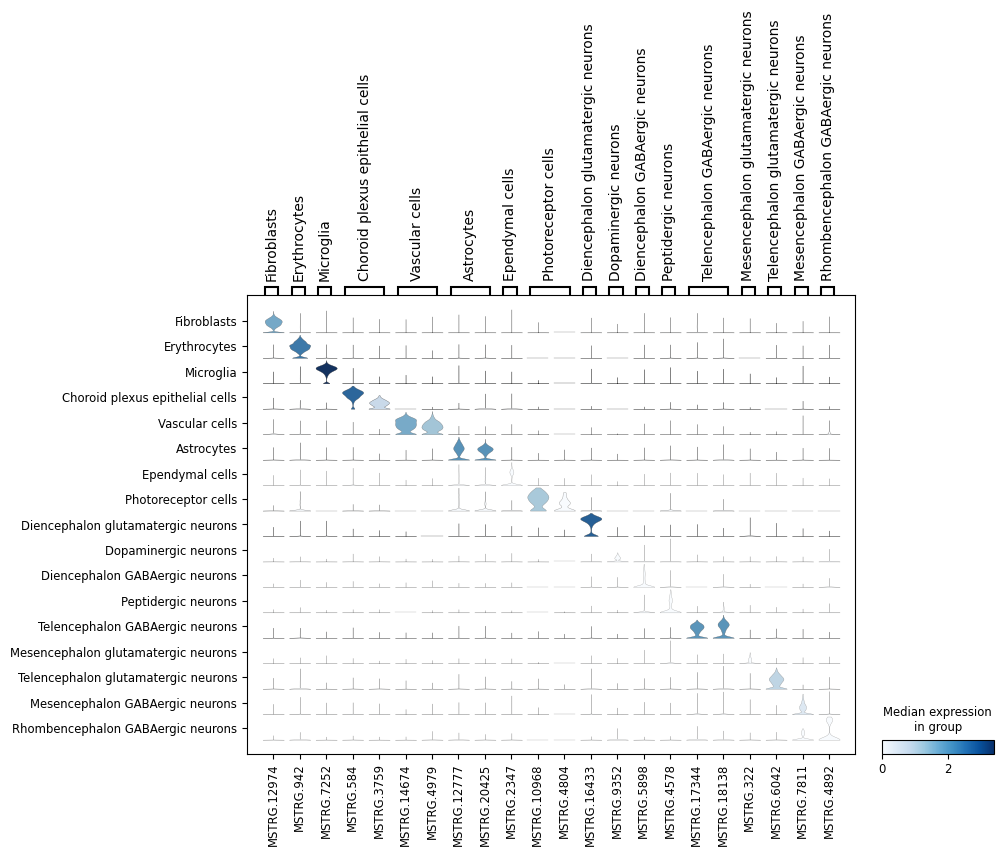 Fibroblasts
Erythrocytes
Microglia
Choroid plexus epithelial cells
Vascular cells
Astrocytes
Ependymal cells
Photoreceptor cells
Diencephalon glutamatergic neurons
Dopaminergic neurons
Diencephalon GABAergic neurons
Peptidergic neurons
Telencephalon GABAergic neurons
Mesencephalon glutamatergic neurons
Telencephalon glutamatergic neurons
Mesencephalon GABAergic neurons
Rhombencephalon GABAergic neurons
Fibroblasts
Erythrocytes
Microglia
Choroid plexus epithelial cells
Vascular cells
Astrocytes
Ependymal cells
Photoreceptor cells
Diencephalon glutamatergic neurons
Dopaminergic neurons
Diencephalon GABAergic neurons
Peptidergic neurons
Telencephalon GABAergic neurons
Mesencephalon glutamatergic neurons
Telencephalon glutamatergic neurons
Mesencephalon GABAergic neurons
Rhombencephalon GABAergic neurons
Median expression
in group
0 2
MSTRG.12974
MSTRG.942
MSTRG.7252
MSTRG.584
MSTRG.3759
MSTRG.14674
MSTRG.4979
MSTRG.12777
MSTRG.20425
MSTRG.2347
MSTRG.10968
MSTRG.4804
MSTRG.16433
MSTRG.9352
MSTRG.5898
MSTRG.4578
MSTRG.17344
MSTRG.18138
MSTRG.322
MSTRG.6042
MSTRG.7811
MSTRG.4892